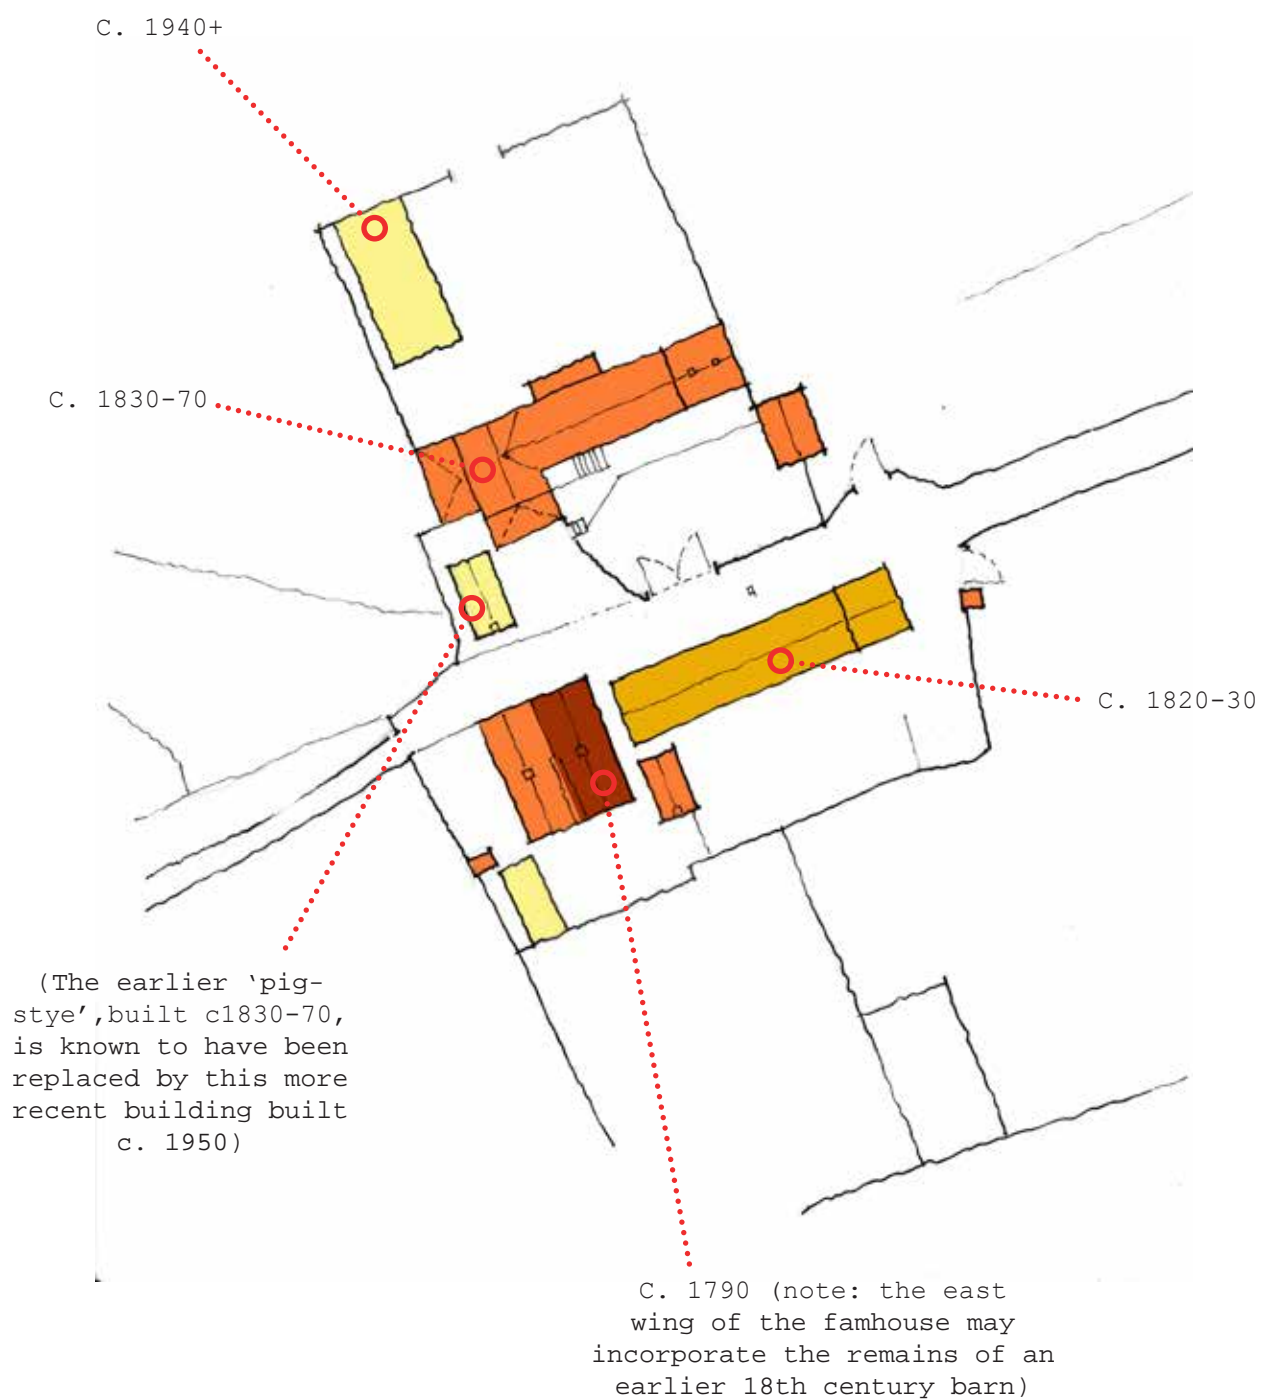 C. 1940+
C. 1830-70
C. 1820-30
(The earlier ‘pig-
stye’,built c1830-70,
is known to have been
replaced by this more
recent building built
c. 1950)
C. 1790 (note: the east
wing of the famhouse may
incorporate the remains of an
earlier 18th century barn)